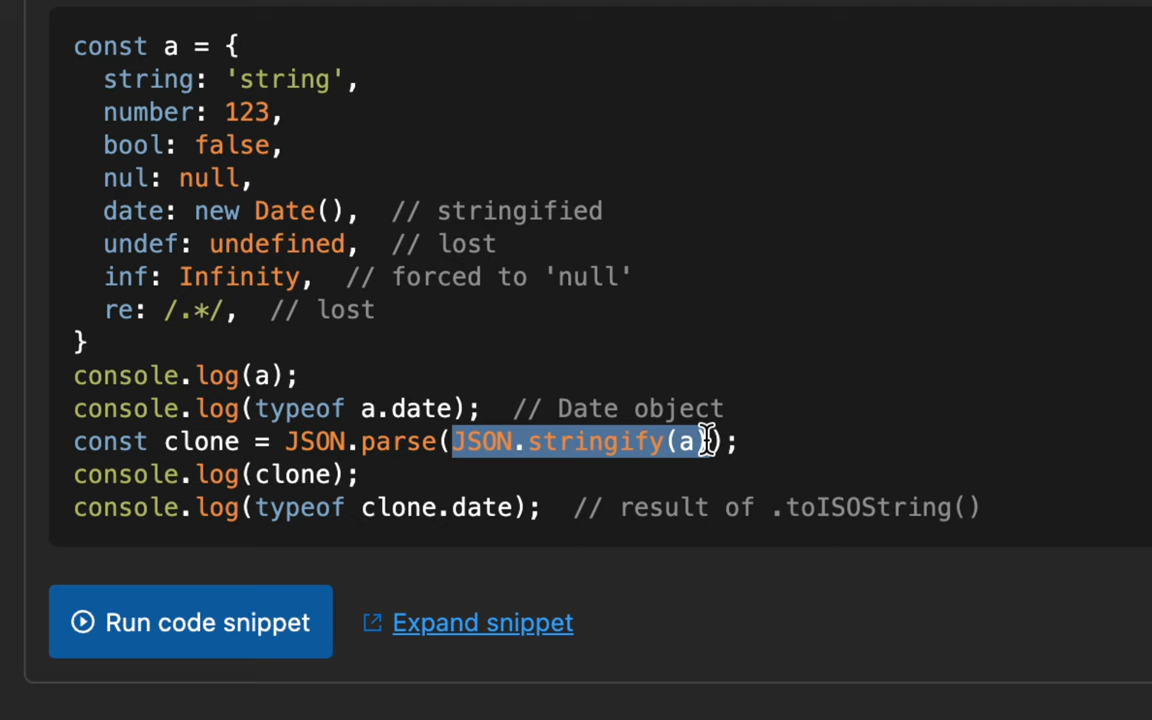 const a = {
  string: 'string',
  number: 123,
  bool: false,
  nul: null,
  date: new Date(),  // stringified
  undef: undefined,  // lost
  inf: Infinity,  // forced to 'null'
  re: /.*/,  // lost
}
console.log(a);
console.log(typeof a.date);  // Date object
const clone = JSON.parse(JSON.stringify(a));
console.log(clone);
console.log(typeof clone.date);  // result of .toISOString()
Run code snippet
Expand snippet